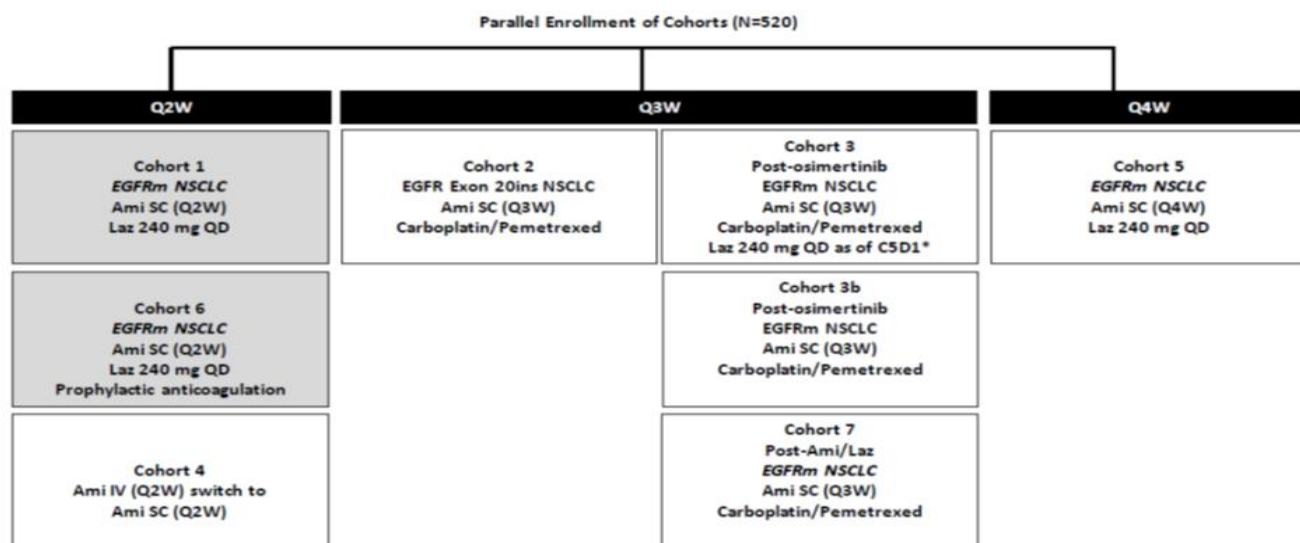 Parallel Enrollment of Cohorts (N=520)
Q2W
Q3W
Q4W
Cohort 1
EGFRm NSCLC
Ami SC (Q2W)
Laz 240 mg QD
Cohort 2
EGFR Exon 20ins NSCLC
Ami SC (Q3W)
Carboplatin/Pemetrexed
Cohort 3
Post-osimertinib
EGFRm NSCLC
Ami SC (Q3W)
Carboplatin/Pemetrexed
Laz 240 mg QD as of C5D1*
Cohort 5
EGFRm NSCLC
Ami SC (Q4W)
Laz 240 mg QD
Cohort 6
EGFRm NSCLC
Ami SC (Q2W)
Laz 240 mg QD
Prophylactic anticoagulation
Cohort 3b
Post-osimertinib
EGFRm NSCLC
Ami SC (Q3W)
Carboplatin/Pemetrexed
Cohort 4
Ami IV (Q2W) switch to
Ami SC (Q2W)
Cohort 7
Post-Ami/Laz
EGFRm NSCLC
Ami SC (Q3W)
Carboplatin/Pemetrexed